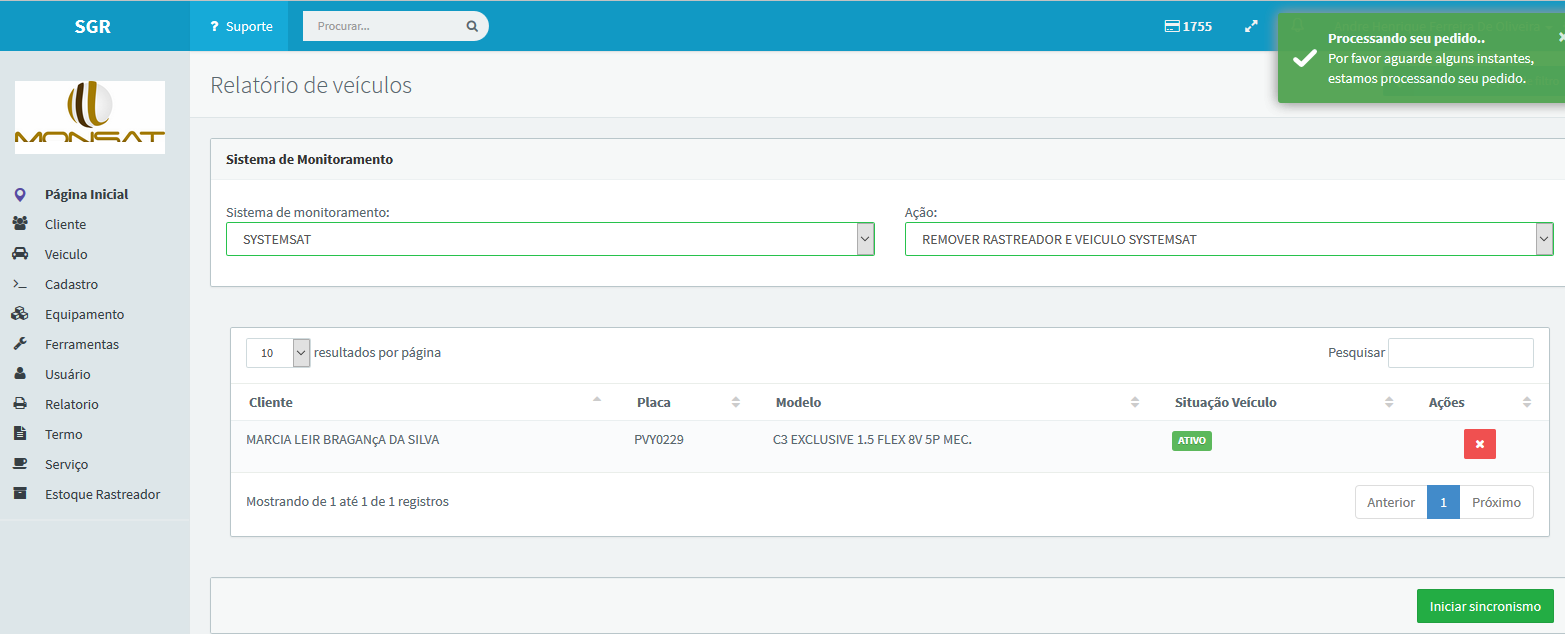 SGR
? Suporte
Procurar...
1755
Processando seu pedido..
Por favor aguarde alguns instantes,
estamos processando seu pedido.
MONSAT
Página Inicial
Cliente
Veiculo
Cadastro
Equipamento
Ferramentas
Usuário
Relatorio
Termo
Serviço
Estoque Rastreador
Relatório de veículos
Sistema de Monitoramento
Sistema de monitoramento:
SYSTEMSAT
Ação:
REMOVER RASTREADOR E VEICULO SYSTEMSAT
10 resultados por página
Pesquisar
Cliente Placa Modelo Situação Veículo Ações
MARCIA LEIR BRAGANçA DA SILVA PVY0229 C3 EXCLUSIVE 1.5 FLEX 8V 5P MEC. ATIVO
Mostrando de 1 até 1 de 1 registros
Anterior 1 Próximo
Iniciar sincronismo